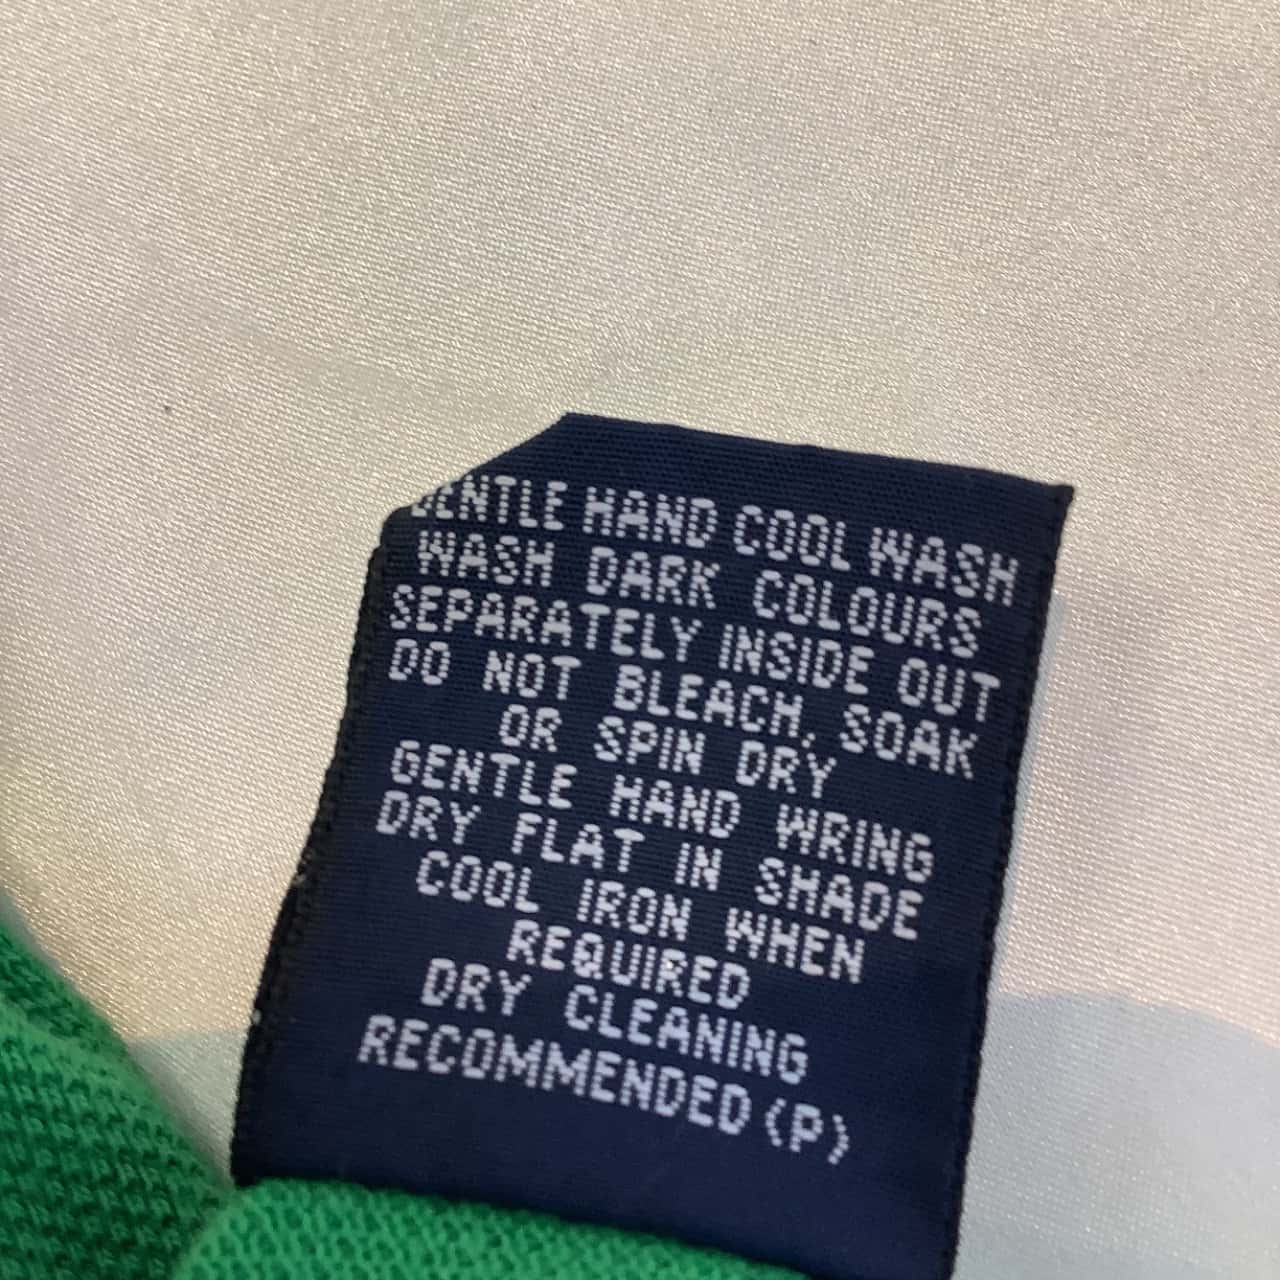 GENTLE HAND COOL WASH
WASH DARK COLOURS
SEPARATELY INSIDE OUT
DO NOT BLEACH, SOAK
OR SPIN DRY
GENTLE HAND WRING
DRY FLAT IN SHADE
COOL IRON WHEN
REQUIRED
DRY CLEANING
RECOMMENDED (P)